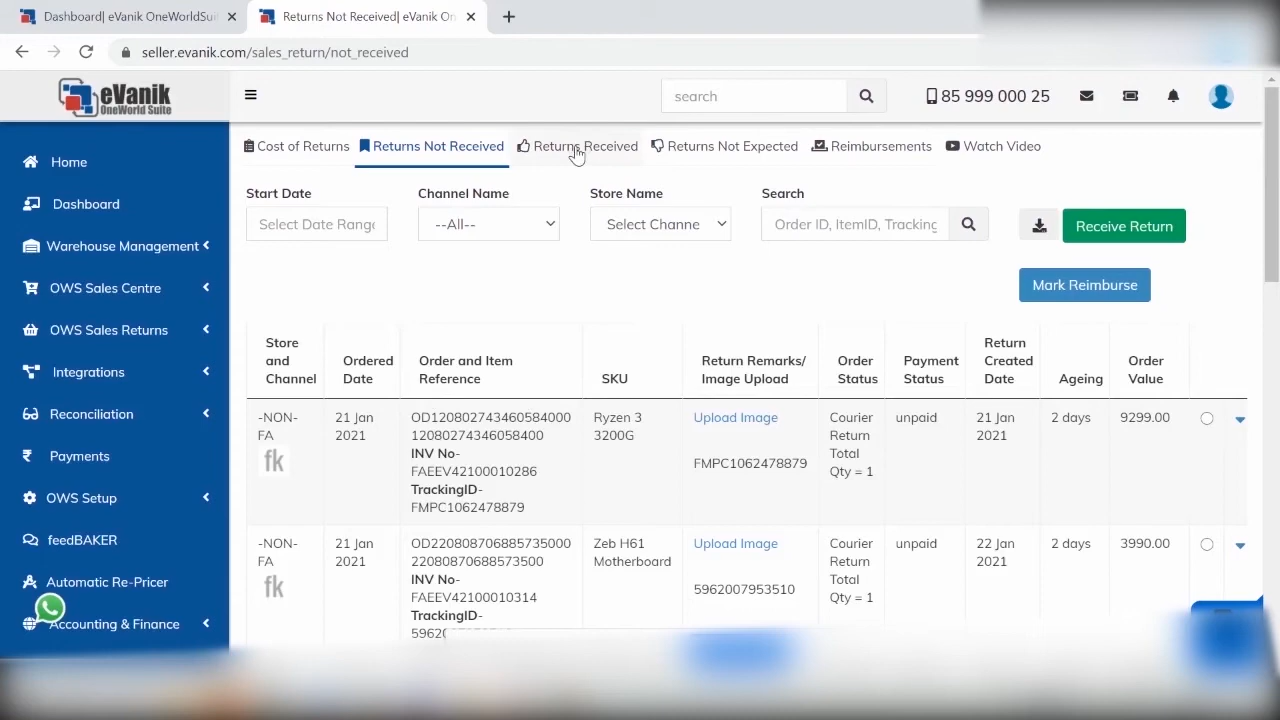 Dashboard| eVanik OneWorldSui
Returns Not Received| eVanik On
seller.evanik.com/sales_return/not_received
eVanik
OneWorld Suite
search
85 999 000 25
Home
Dashboard
Warehouse Management
OWS Sales Centre
OWS Sales Returns
Integrations
Reconciliation
Payments
OWS Setup
feedBAKER
Automatic Re-Pricer
Accounting & Finance
Cost of Returns
Returns Not Received
Returns Received
Returns Not Expected
Reimbursements
Watch Video
Start Date
Channel Name
Store Name
Search
Select Date Range
--All--
Select Channe
Order ID, ItemID, Tracking
Receive Return
Mark Reimburse
Store and Channel
Ordered Date
Order and Item Reference
SKU
Return Remarks/ Image Upload
Order Status
Payment Status
Return Created Date
Ageing
Order Value
-NON-
FA
fk
21 Jan
2021
OD120802743460584000
12080274346058400
INV No-
FAEEV42100010286
TrackingID-
FMPC1062478879
Ryzen 3
3200G
Upload Image
FMPC1062478879
Courier
Return
Total
Qty = 1
unpaid
21 Jan
2021
2 days
9299.00
-NON-
FA
fk
21 Jan
2021
OD220808706885735000
22080870688573500
INV No-
FAEEV42100010314
TrackingID-
Zeb H61
Motherboard
Upload Image
5962007953510
Courier
Return
Total
Qty = 1
unpaid
22 Jan
2021
2 days
3990.00